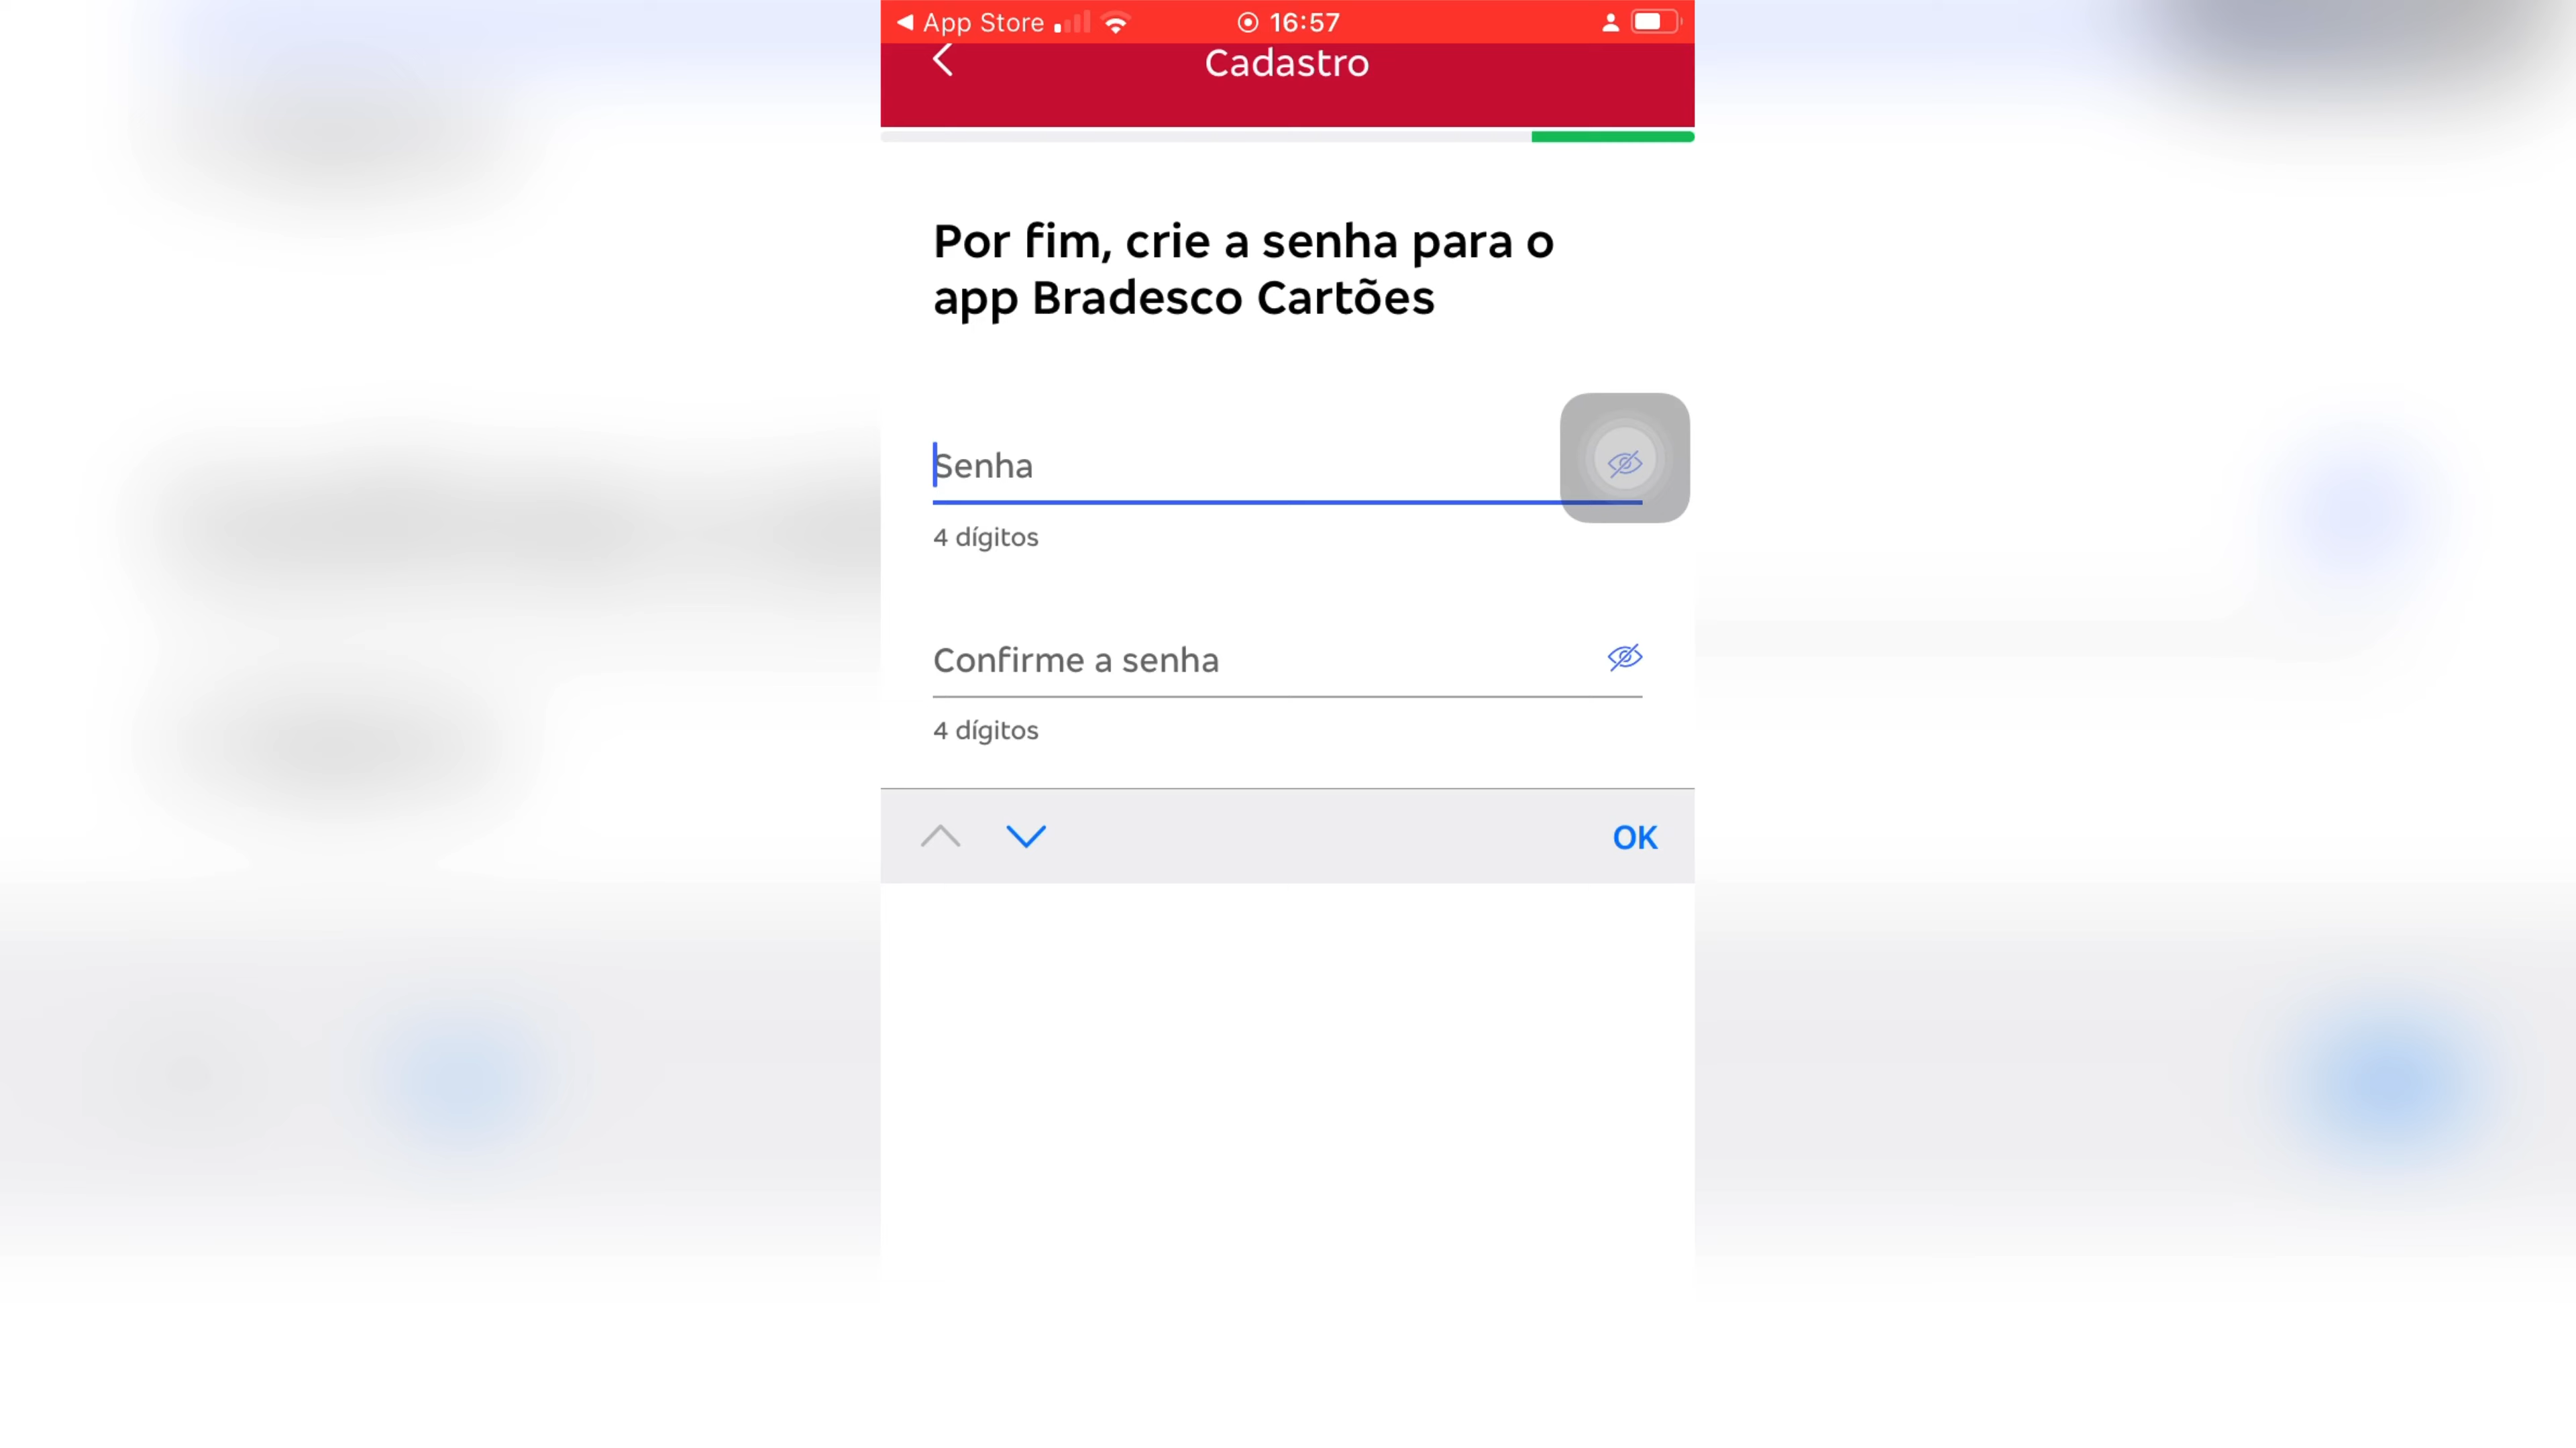 App Store 16:57
Cadastro
Por fim, crie a senha para o
app Bradesco Cartões
Senha
4 dígitos
Confirme a senha
4 dígitos
OK